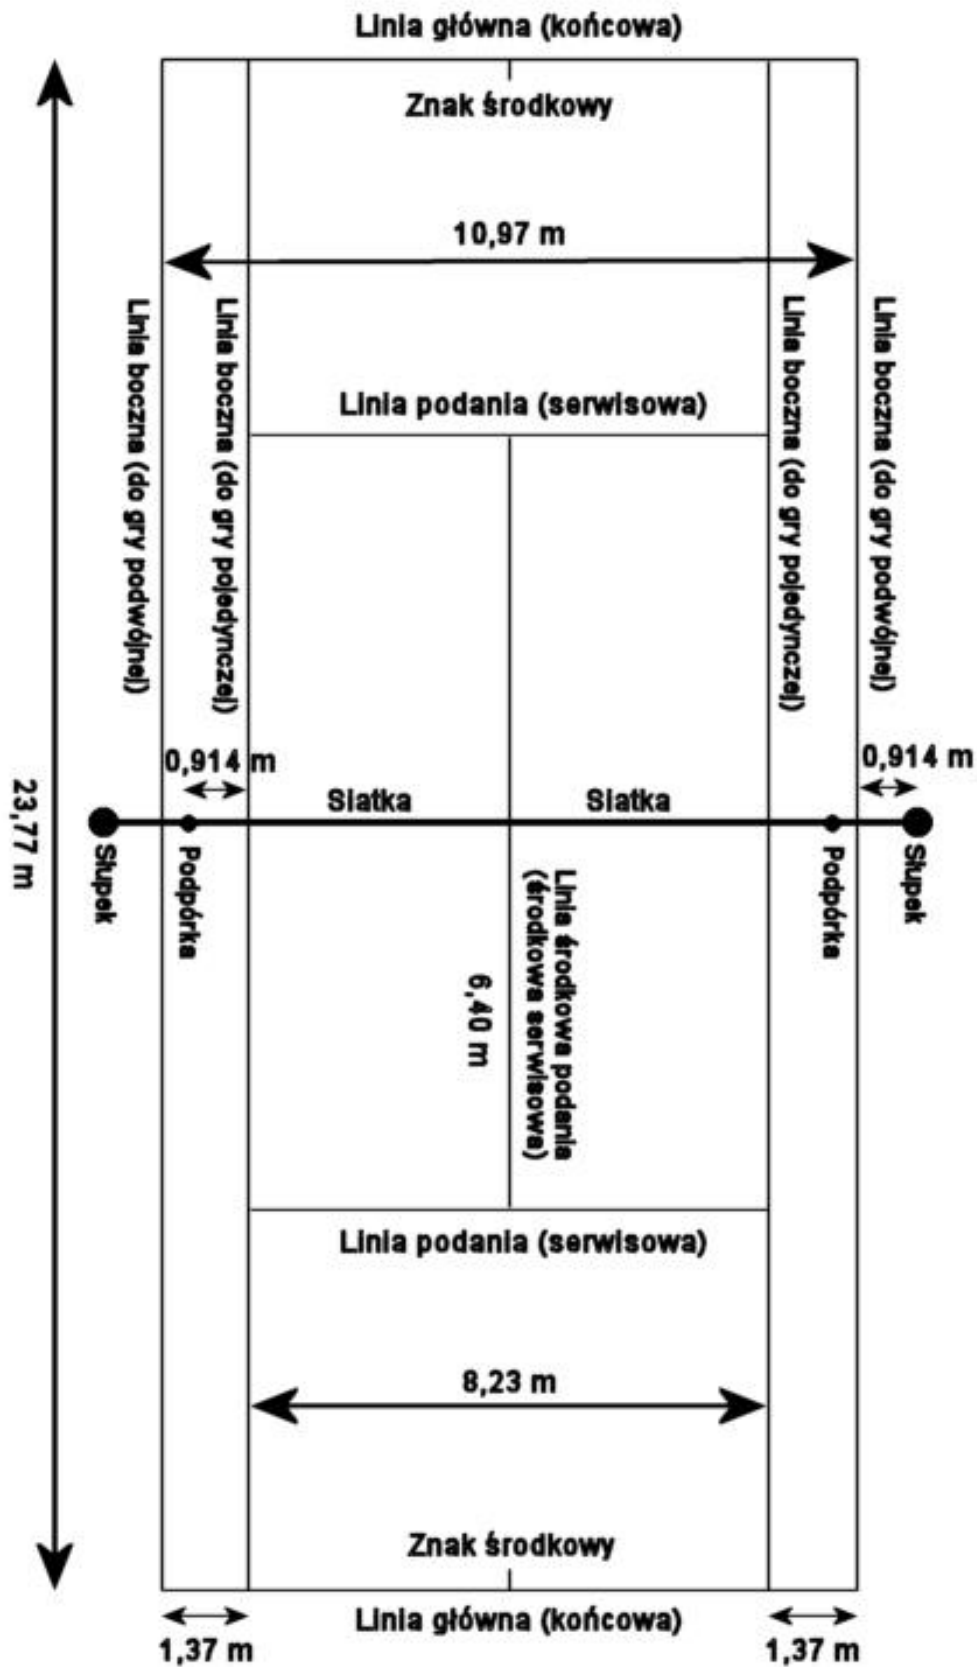 Linia główna (końcowa)
Znak środkowy
10,97 m
Linia boczna (do gry podwójnej)
Linia boczna (do gry pojedynczej)
Linia boczna (do gry pojedynczej)
Linia boczna (do gry podwójnej)
Linia podania (serwisowa)
0,914 m
0,914 m
Siatka
Siatka
23,77 m
Słupek
Podpórka
Podpórka
Słupek
Linia środkowa podania
(środkowa serwisowa)
6,40 m
Linia podania (serwisowa)
8,23 m
Znak środkowy
Linia główna (końcowa)
1,37 m
1,37 m